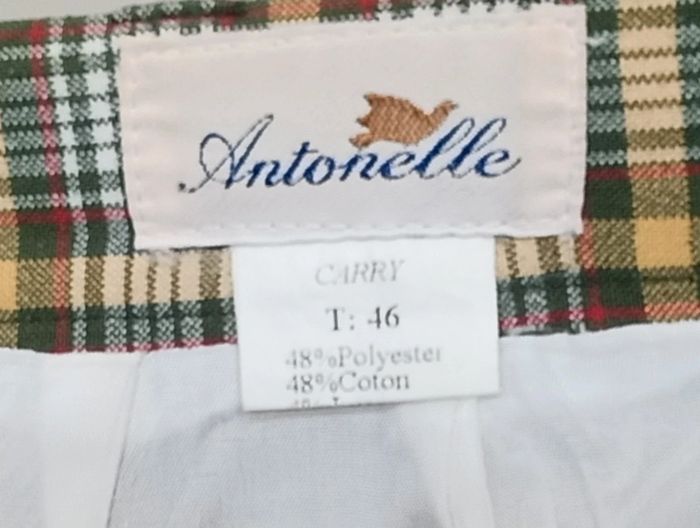 Antonelle
CARRY
T: 46
48%Polyester
48%Coton